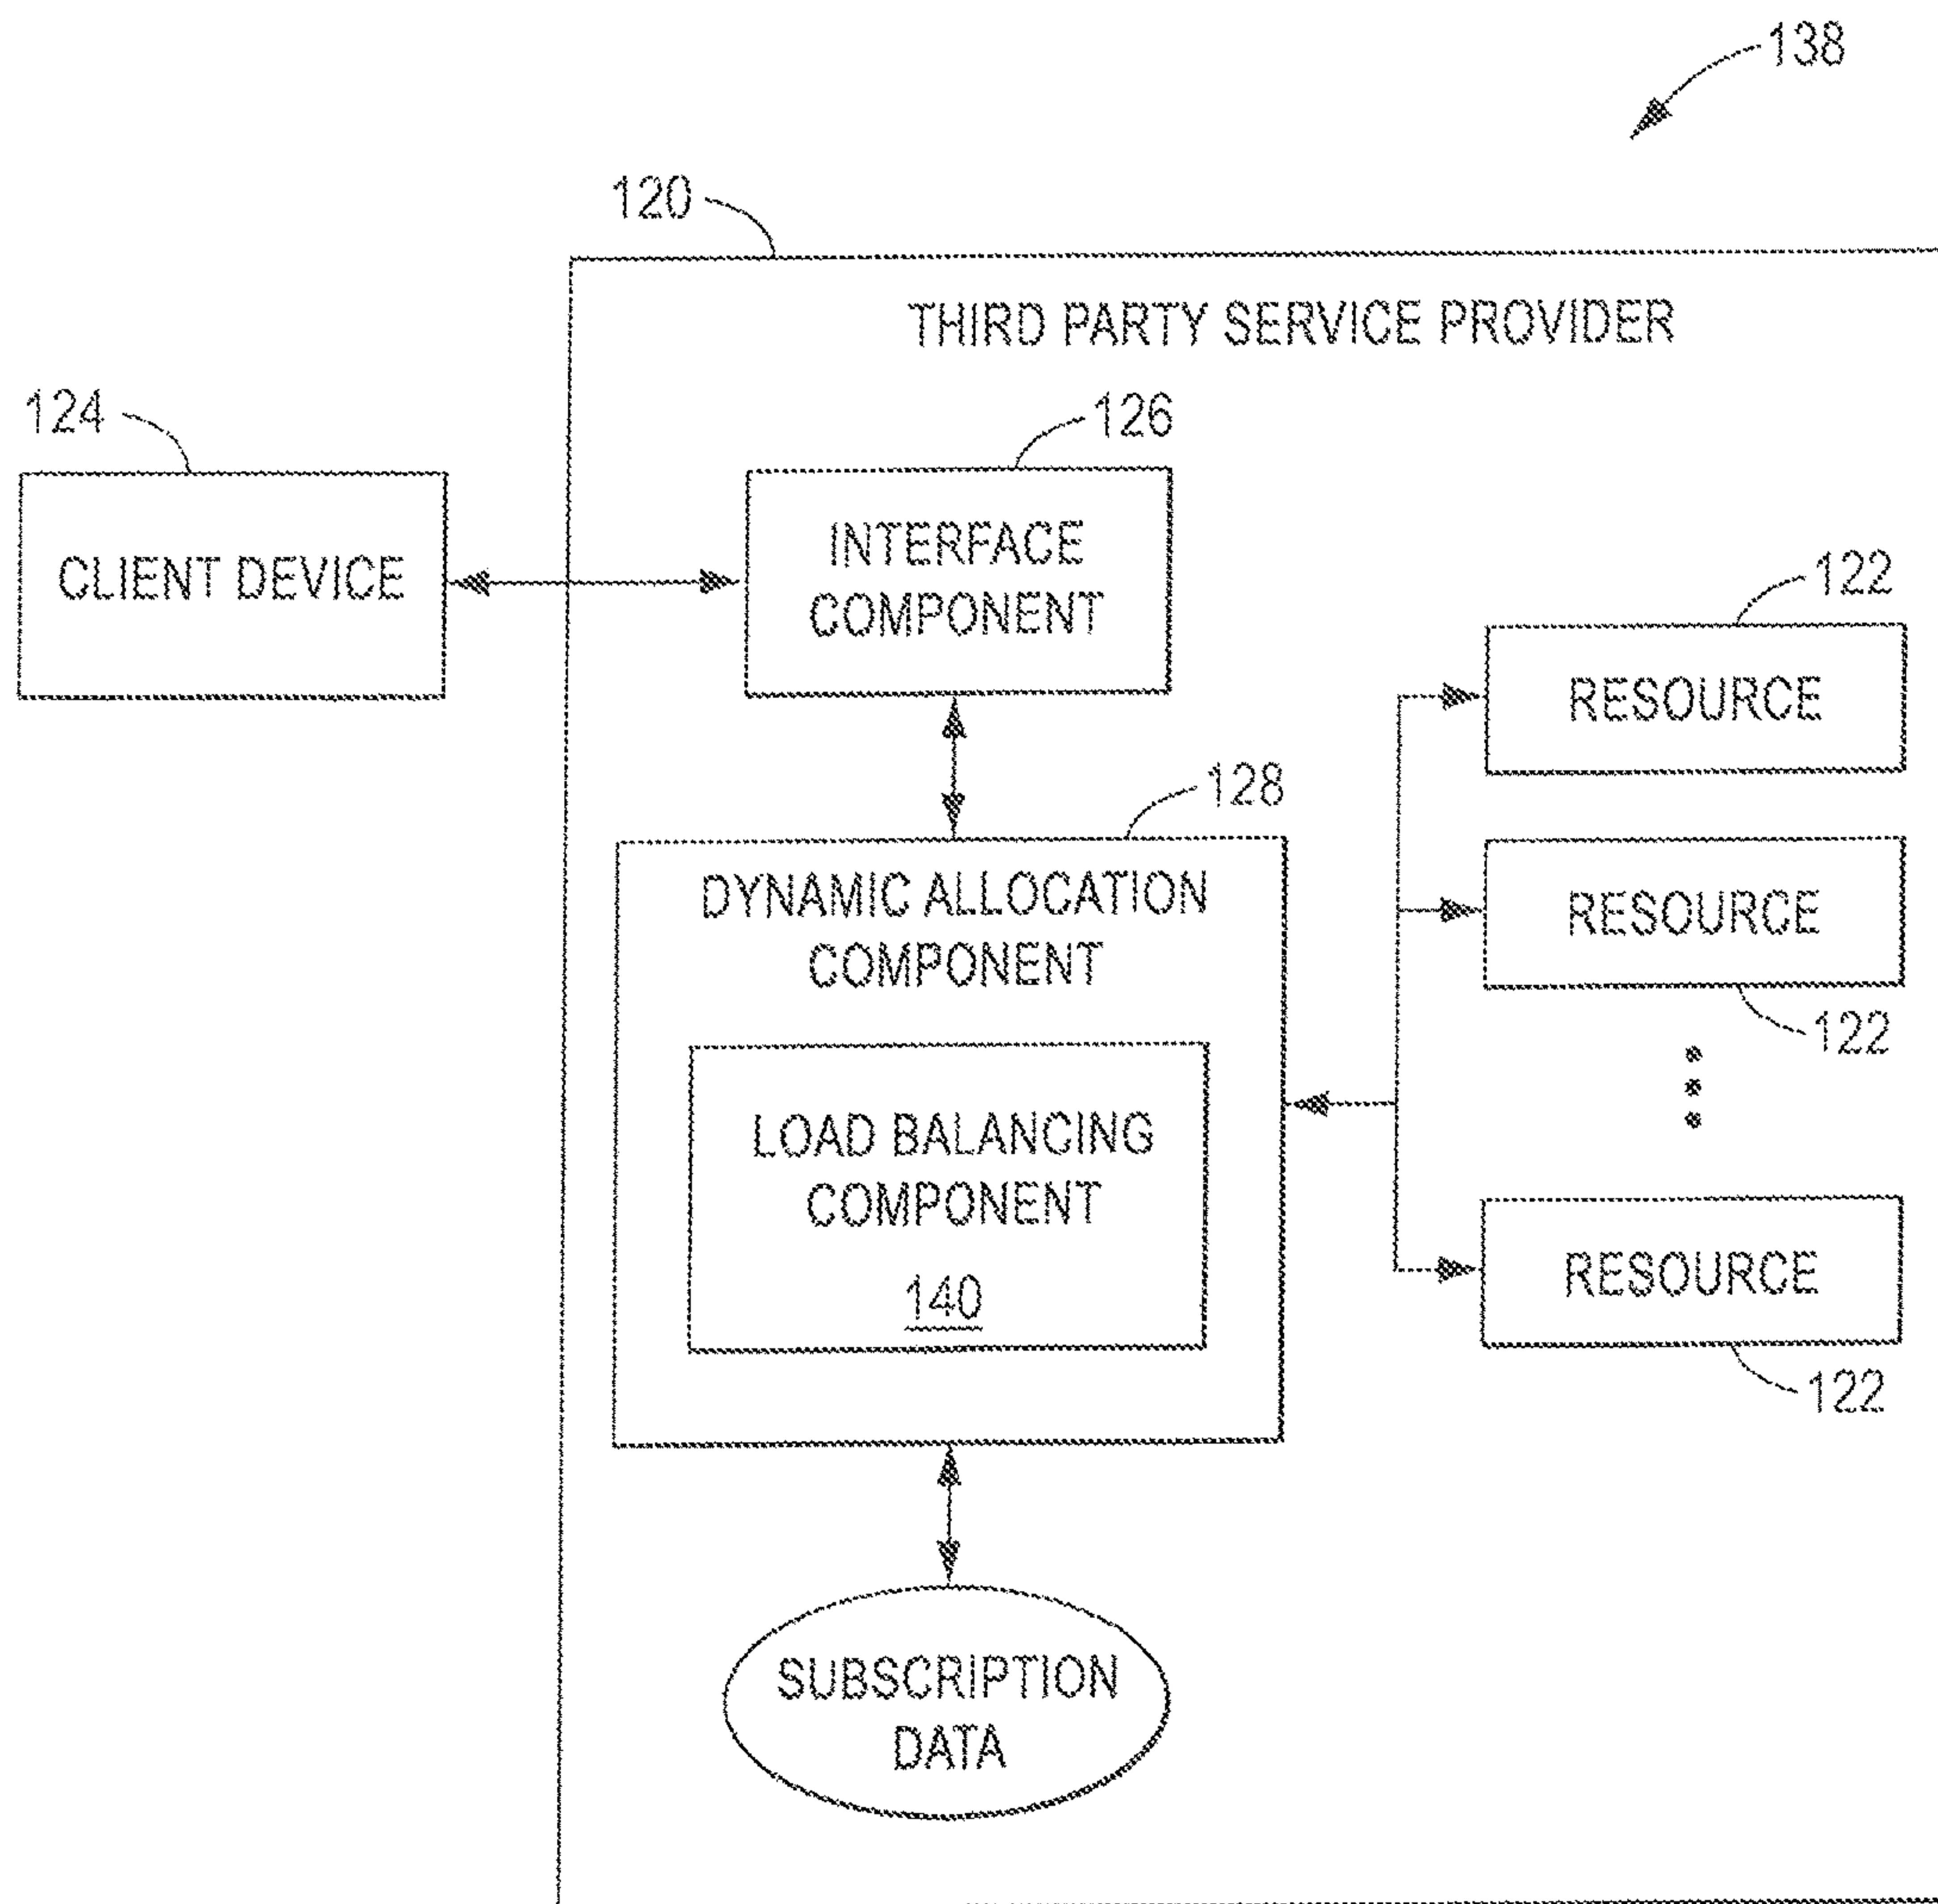 138
120
THIRD PARTY SERVICE PROVIDER
124
126
CLIENT DEVICE
INTERFACE
COMPONENT
122
RESOURCE
128
DYNAMIC ALLOCATION
COMPONENT
RESOURCE
122
LOAD BALANCING
COMPONENT
140
RESOURCE
122
SUBSCRIPTION
DATA